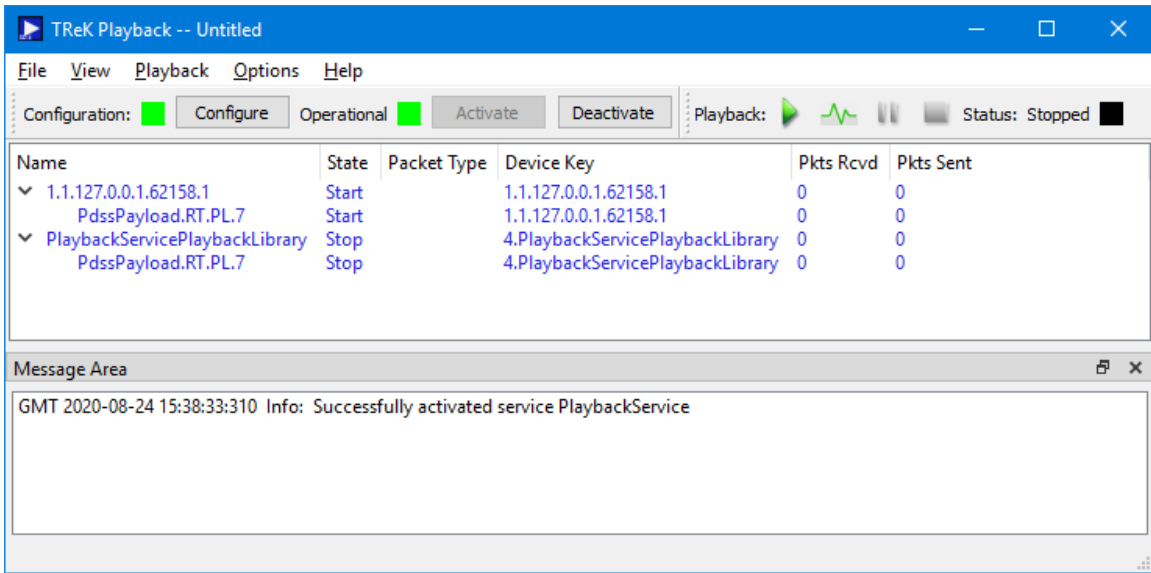 TReK Playback -- Untitled
File View Playback Options Help
Configuration: Configure Operational Activate Deactivate Playback: Status: Stopped
Name State Packet Type Device Key Pkts Rcvd Pkts Sent
1.1.127.0.0.1.62158.1 Start 1.1.127.0.0.1.62158.1 0 0
PdssPayload.RT.PL.7 Start 1.1.127.0.0.1.62158.1 0 0
PlaybackServicePlaybackLibrary Stop 4.PlaybackServicePlaybackLibrary 0 0
PdssPayload.RT.PL.7 Stop 4.PlaybackServicePlaybackLibrary 0 0
Message Area
GMT 2020-08-24 15:38:33:310 Info: Successfully activated service PlaybackService